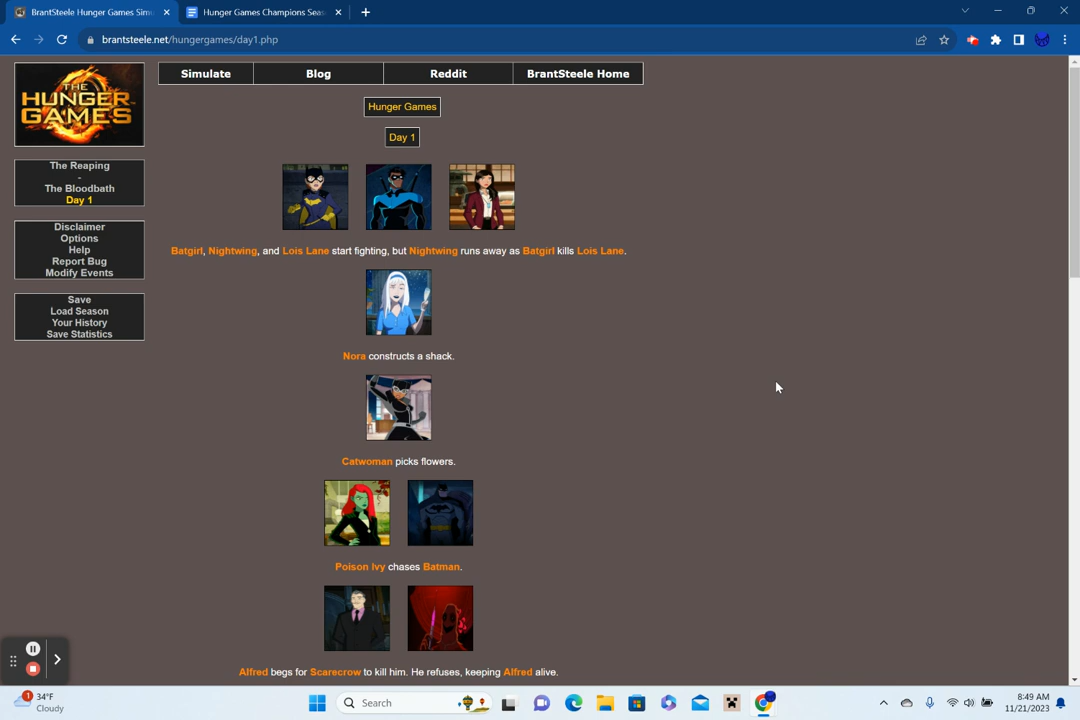 BrantSteele Hunger Games Simu
Hunger Games Champions Seas
brantsteele.net/hungergames/day1.php
THE
HUNGER
GAMES
Simulate
Blog
Reddit
BrantSteele Home
Hunger Games
Day 1
The Reaping
-
The Bloodbath
Day 1
Disclaimer
Options
Help
Report Bug
Modify Events
Save
Load Season
Your History
Save Statistics
Batgirl, Nightwing, and Lois Lane start fighting, but Nightwing runs away as Batgirl kills Lois Lane.
Nora constructs a shack.
Catwoman picks flowers.
Poison Ivy chases Batman.
Alfred begs for Scarecrow to kill him. He refuses, keeping Alfred alive.
1
34°F
Cloudy
Search
8:49 AM
11/21/2023